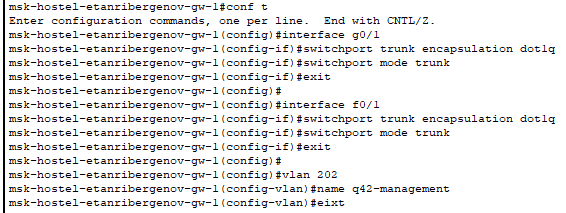 msk-hostel-etanribergenov-gw-1#conf t
Enter configuration commands, one per line.  End with CNTL/Z.
msk-hostel-etanribergenov-gw-1(config)#interface g0/1
msk-hostel-etanribergenov-gw-1(config-if)#switchport trunk encapsulation dot1q
msk-hostel-etanribergenov-gw-1(config-if)#switchport mode trunk
msk-hostel-etanribergenov-gw-1(config-if)#exit
msk-hostel-etanribergenov-gw-1(config)#
msk-hostel-etanribergenov-gw-1(config)#interface f0/1
msk-hostel-etanribergenov-gw-1(config-if)#switchport trunk encapsulation dot1q
msk-hostel-etanribergenov-gw-1(config-if)#switchport mode trunk
msk-hostel-etanribergenov-gw-1(config-if)#exit
msk-hostel-etanribergenov-gw-1(config)#
msk-hostel-etanribergenov-gw-1(config)#vlan 202
msk-hostel-etanribergenov-gw-1(config-vlan)#name q42-management
msk-hostel-etanribergenov-gw-1(config-vlan)#eixt